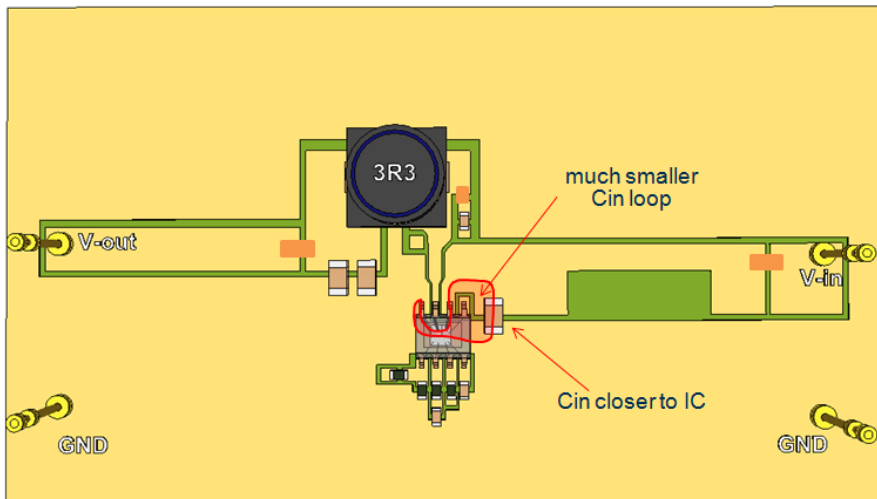 3R3
much smaller
Cin loop
V-out
V-in
Cin closer to IC
GND
GND